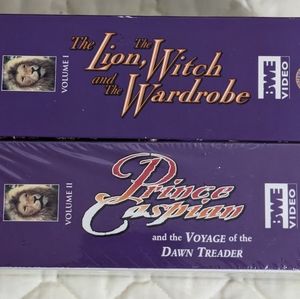 VOLUME I
The Lion, The Witch
and The Wardrobe
BWE
VIDEO
VOLUME II
Prince
Caspian
and the VOYAGE of the
DAWN TREADER
BWE
VIDEO